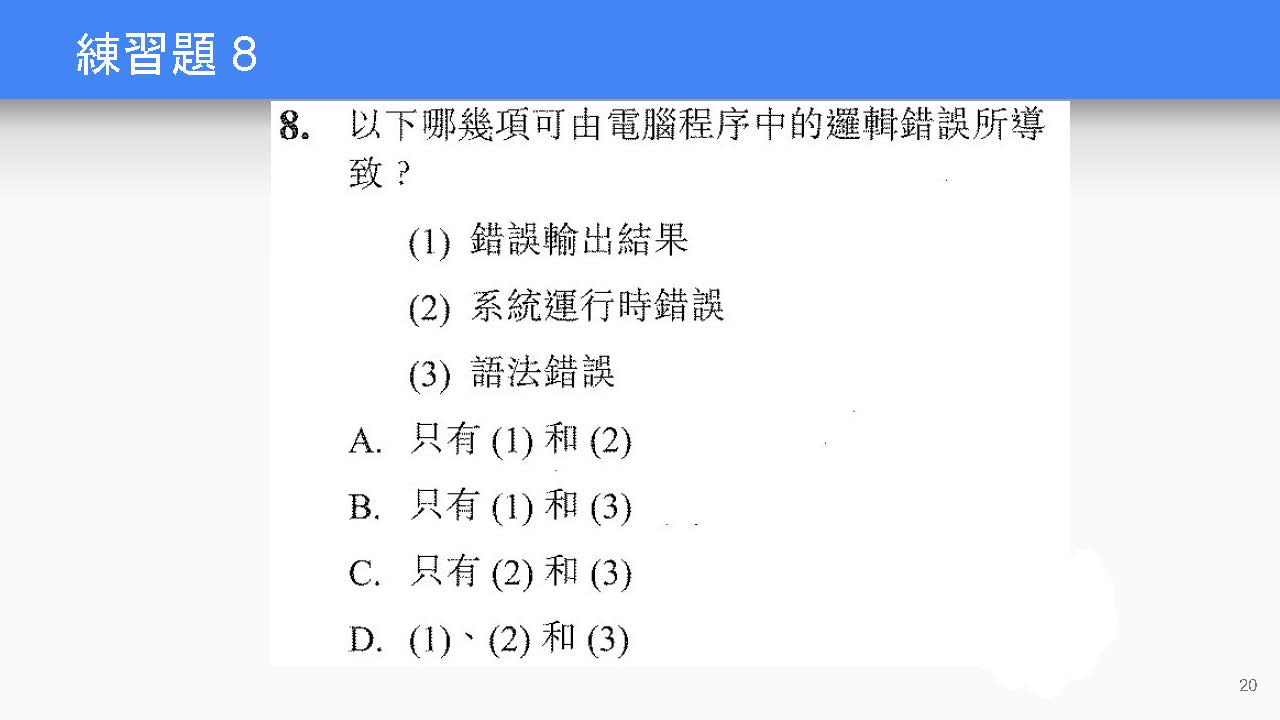 練習題 8
8. 以下哪幾項可由電腦程序中的邏輯錯誤所導
致？
(1) 錯誤輸出結果
(2) 系統運行時錯誤
(3) 語法錯誤
A. 只有 (1) 和 (2)
B. 只有 (1) 和 (3)
C. 只有 (2) 和 (3)
D. (1)、(2) 和 (3)
20